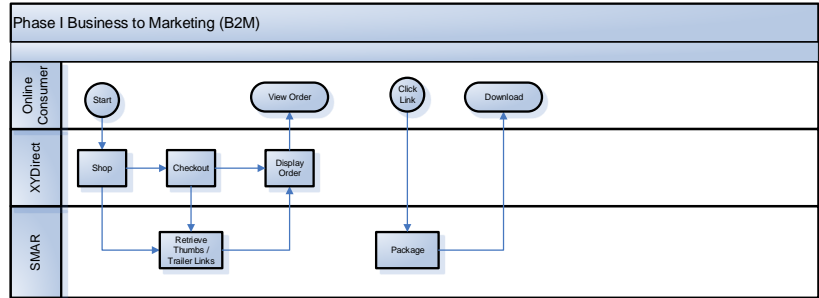 Phase I Business to Marketing (B2M)
Online
Consumer
Start
View Order
Click
Link
Download
XYDirect
Shop
Checkout
Display
Order
SMAR
Retrieve
Thumbs /
Trailer Links
Package